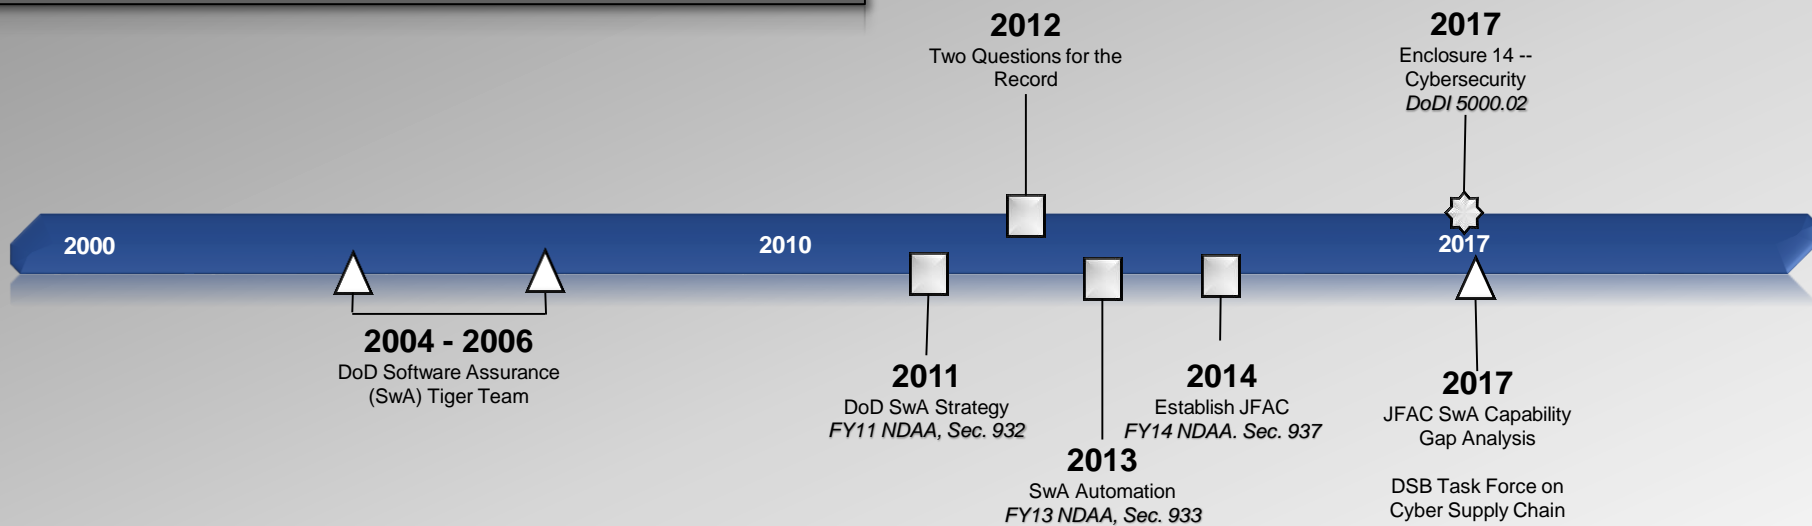 2012
Two Questions for the
Record
2017
Enclosure 14 --
Cybersecurity
DoDI 5000.02
2000
2010
2017
2004 - 2006
DoD Software Assurance
(SwA) Tiger Team
2011
DoD SwA Strategy
FY11 NDAA, Sec. 932
2013
SwA Automation
FY13 NDAA, Sec. 933
2014
Establish JFAC
FY14 NDAA. Sec. 937
2017
JFAC SwA Capability
Gap Analysis
DSB Task Force on
Cyber Supply Chain